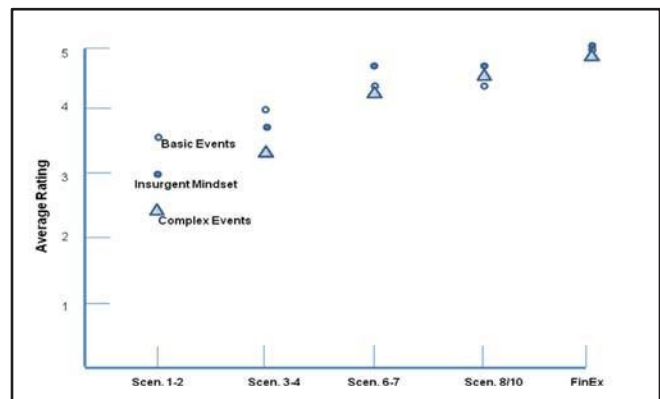 5
4
3
2
1
Average Rating
Basic Events
Insurgent Mindset
Complex Events
Scen. 1-2
Scen. 3-4
Scen. 6-7
Scen. 8/10
FinEx